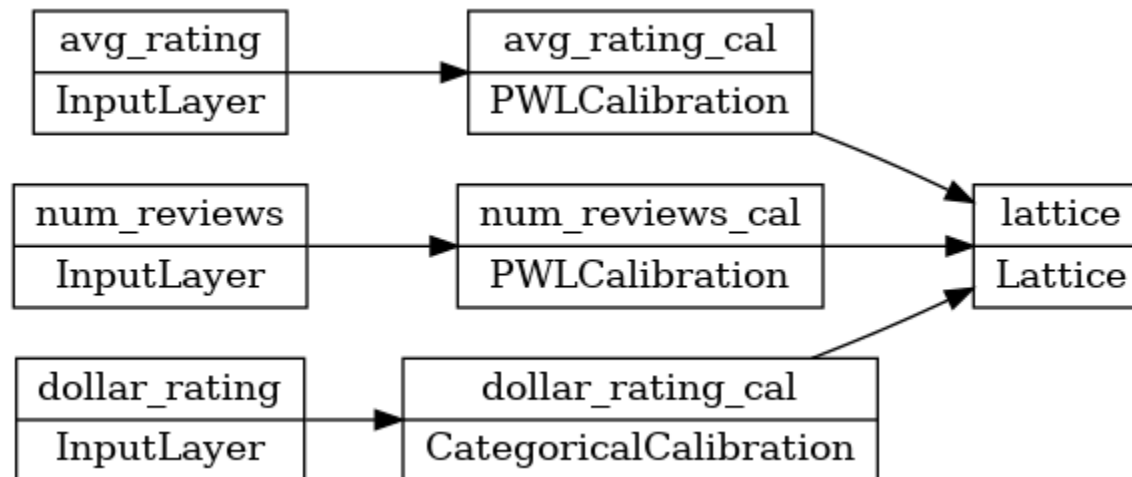 avg_rating
InputLayer
avg_rating_cal
PWLCalibration
num_reviews
InputLayer
num_reviews_cal
PWLCalibration
lattice
Lattice
dollar_rating
InputLayer
dollar_rating_cal
CategoricalCalibration